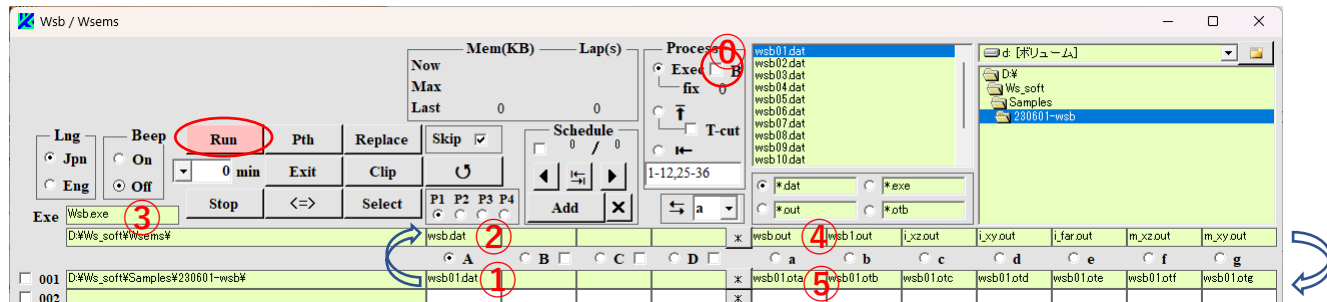 Wsb / Wsems
Mem(KB) Lap(s)
Now
Max
Last 0 0
Process
Exec B
fix 0
T-cut
1-12,25-36
a
⓪
wsb01.dat
wsb02.dat
wsb03.dat
wsb04.dat
wsb05.dat
wsb06.dat
wsb07.dat
wsb08.dat
wsb09.dat
wsb10.dat
*.dat *.exe
*.out *.otb
d: [ボリューム]
D:¥
Ws_soft
Samples
230601-wsb
Lng Beep
Jpn On
Eng Off
Run Pth Replace Skip
0 min Exit Clip ↺
Stop <=> Select P1 P2 P3 P4
Schedule
0 / 0
Add X
Exe Wsb.exe ③
D:¥Ws_soft¥Wsems¥ wsb.dat ② * wsb.out ④ wsb1.out i_xz.out i_xy.out i_far.out m_xz.out m_xy.out
A B C D a b c d e f g
001 D:¥Ws_soft¥Samples¥230601-wsb¥ wsb01.dat ① * wsb01.ota ⑤ wsb01.otb wsb01.otc wsb01.otd wsb01.ote wsb01.otf wsb01.otg
002 *